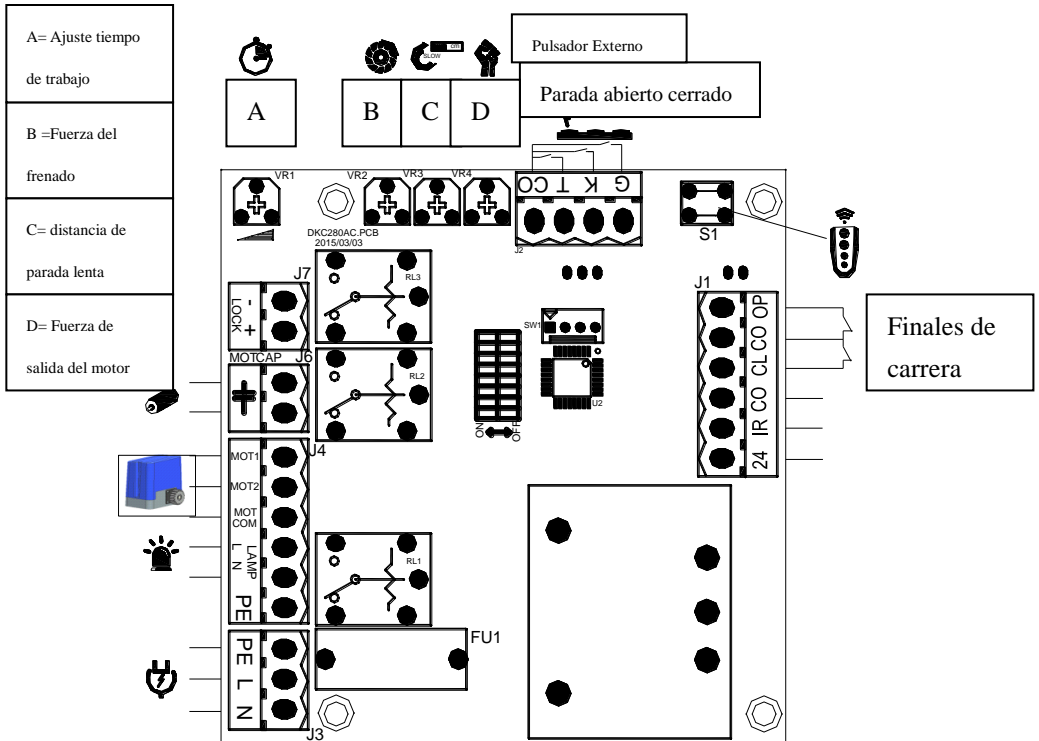 A= Ajuste tiempo
de trabajo
B =Fuerza del
frenado
C= distancia de
parada lenta
D= Fuerza de
salida del motor
SLOW
cm
A
B
C
D
Pulsador Externo
Parada abierto cerrado
VR1
VR2
VR3
VR4
CO T K G
J2
S1
DKC280AC.PCB
2015/03/03
J7
- LOCK +
RL3
J6
MOTCAP
RL2
SW1
U2
ON
OFF
J1
OP
CO
CL
CO
IR
24
Finales de
carrera
J4
MOT1
MOT2
MOT
COM
L
N
LAMP
PE
RL1
FU1
PE
L
N
J3